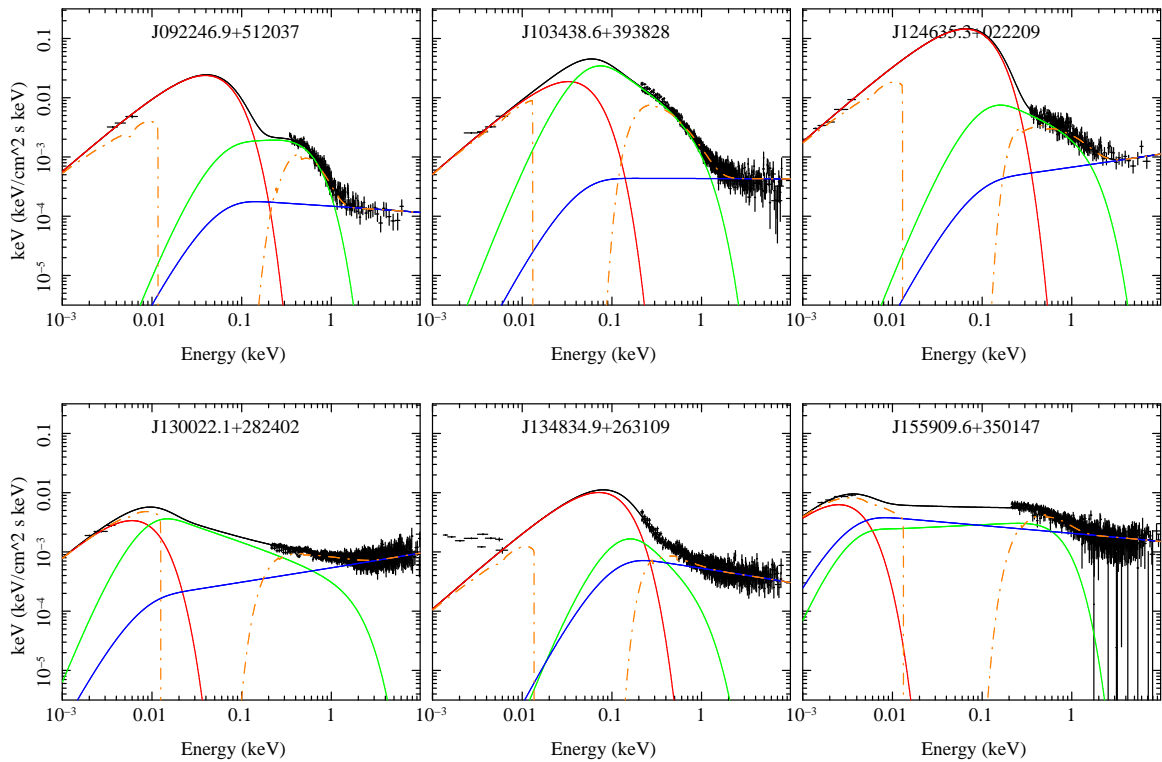 J092246.9+512037
J103438.6+393828
J124635.3+022209
keV (keV/cm^2 s keV)
0.1
0.01
10⁻³
10⁻⁴
10⁻⁵
10⁻³ 0.01 0.1 1
10⁻³ 0.01 0.1 1
10⁻³ 0.01 0.1 1
Energy (keV)
Energy (keV)
Energy (keV)
J130022.1+282402
J134834.9+263109
J155909.6+350147
keV (keV/cm^2 s keV)
0.1
0.01
10⁻³
10⁻⁴
10⁻⁵
10⁻³ 0.01 0.1 1
10⁻³ 0.01 0.1 1
10⁻³ 0.01 0.1 1
Energy (keV)
Energy (keV)
Energy (keV)